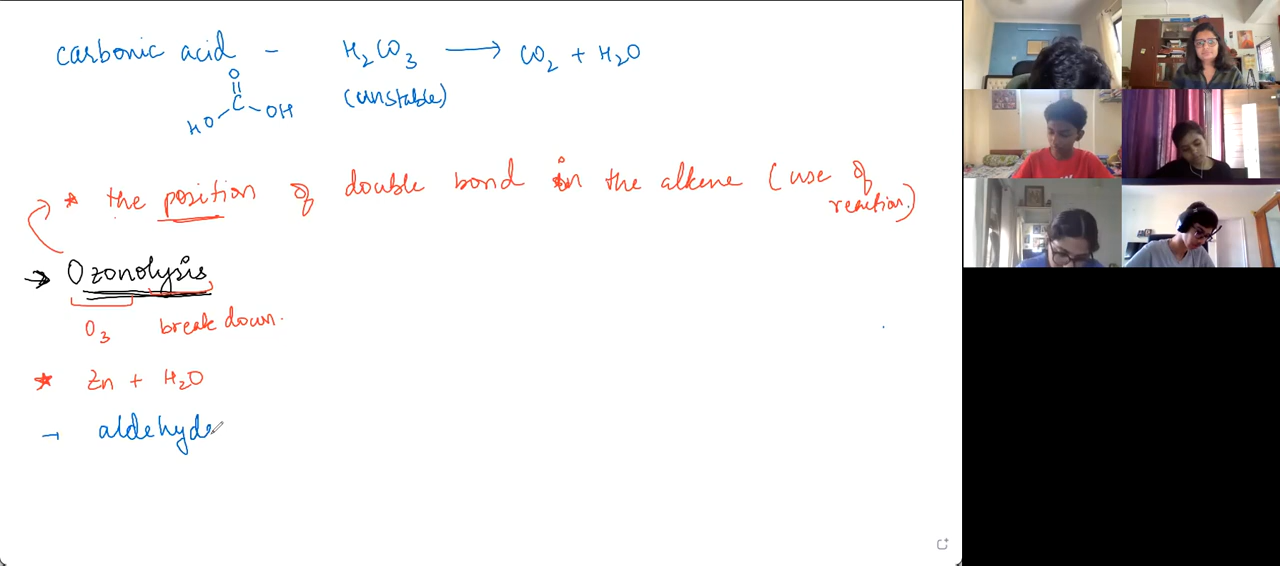 carbonic acid - H₂CO₃ → CO₂ + H₂O
O
||
C
HO OH (unstable)
* the position of double bond in the alkene (use of
reaction.)
→ Ozonolysis
O₃ break down.
* Zn + H₂O
→ aldehyde